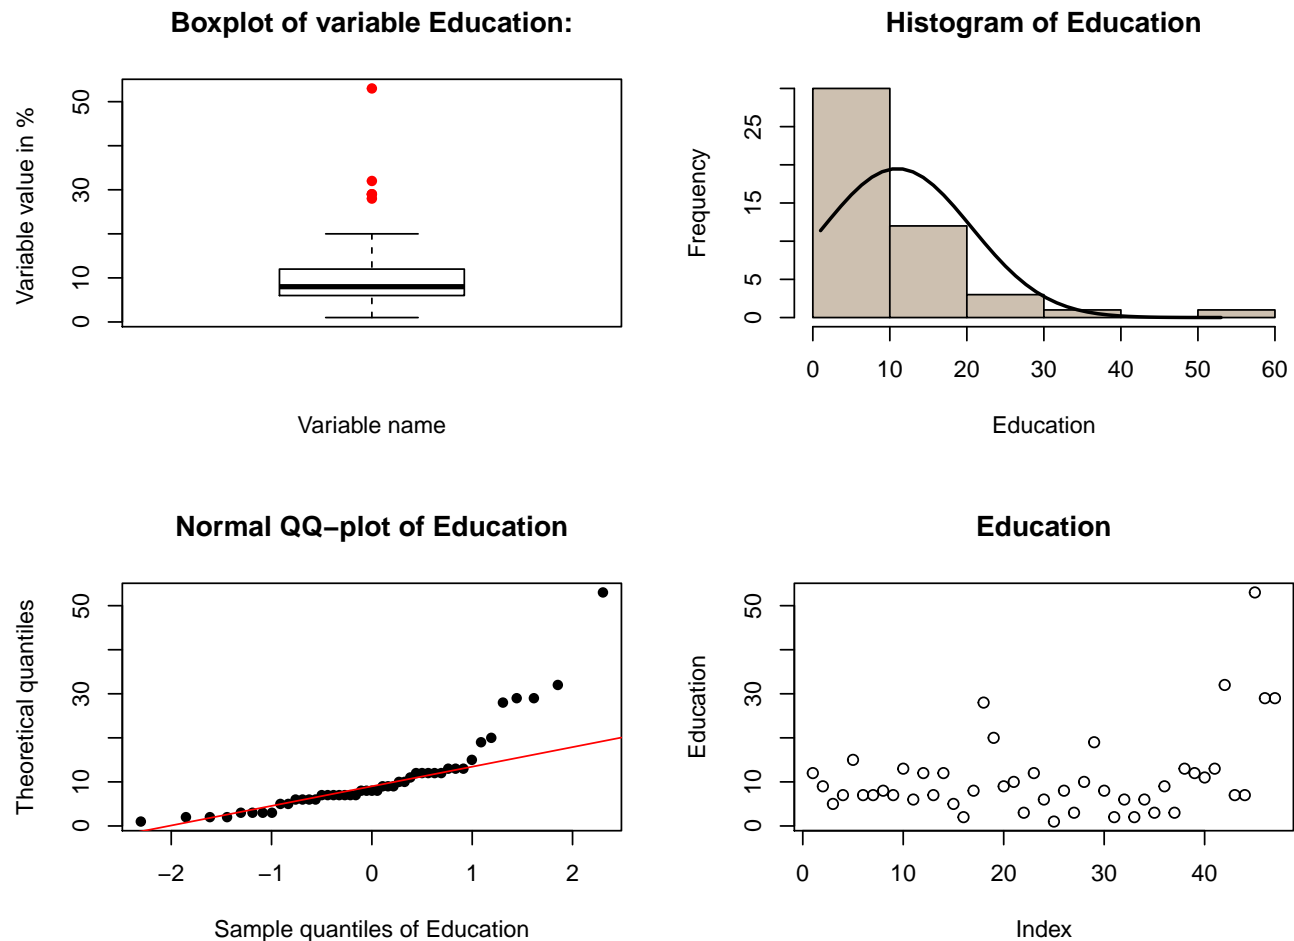 Boxplot of variable Education:
Variable value in %
0
10
30
50
Variable name
Histogram of Education
Frequency
0
5
15
25
0 10 20 30 40 50 60
Education
Normal QQ−plot of Education
Theoretical quantiles
0
10
30
50
−2 −1 0 1 2
Sample quantiles of Education
Education
Education
0
10
30
50
0 10 20 30 40
Index